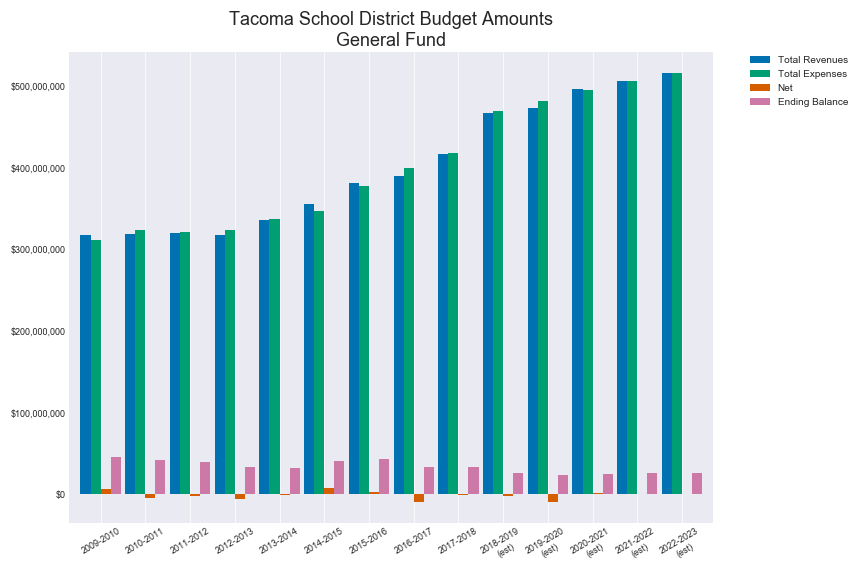 Tacoma School District Budget Amounts
General Fund
Total Revenues
Total Expenses
Net
Ending Balance
$500,000,000
$400,000,000
$300,000,000
$200,000,000
$100,000,000
$0
2009-2010
2010-2011
2011-2012
2012-2013
2013-2014
2014-2015
2015-2016
2016-2017
2017-2018
2018-2019
(est)
2019-2020
(est)
2020-2021
(est)
2021-2022
(est)
2022-2023
(est)